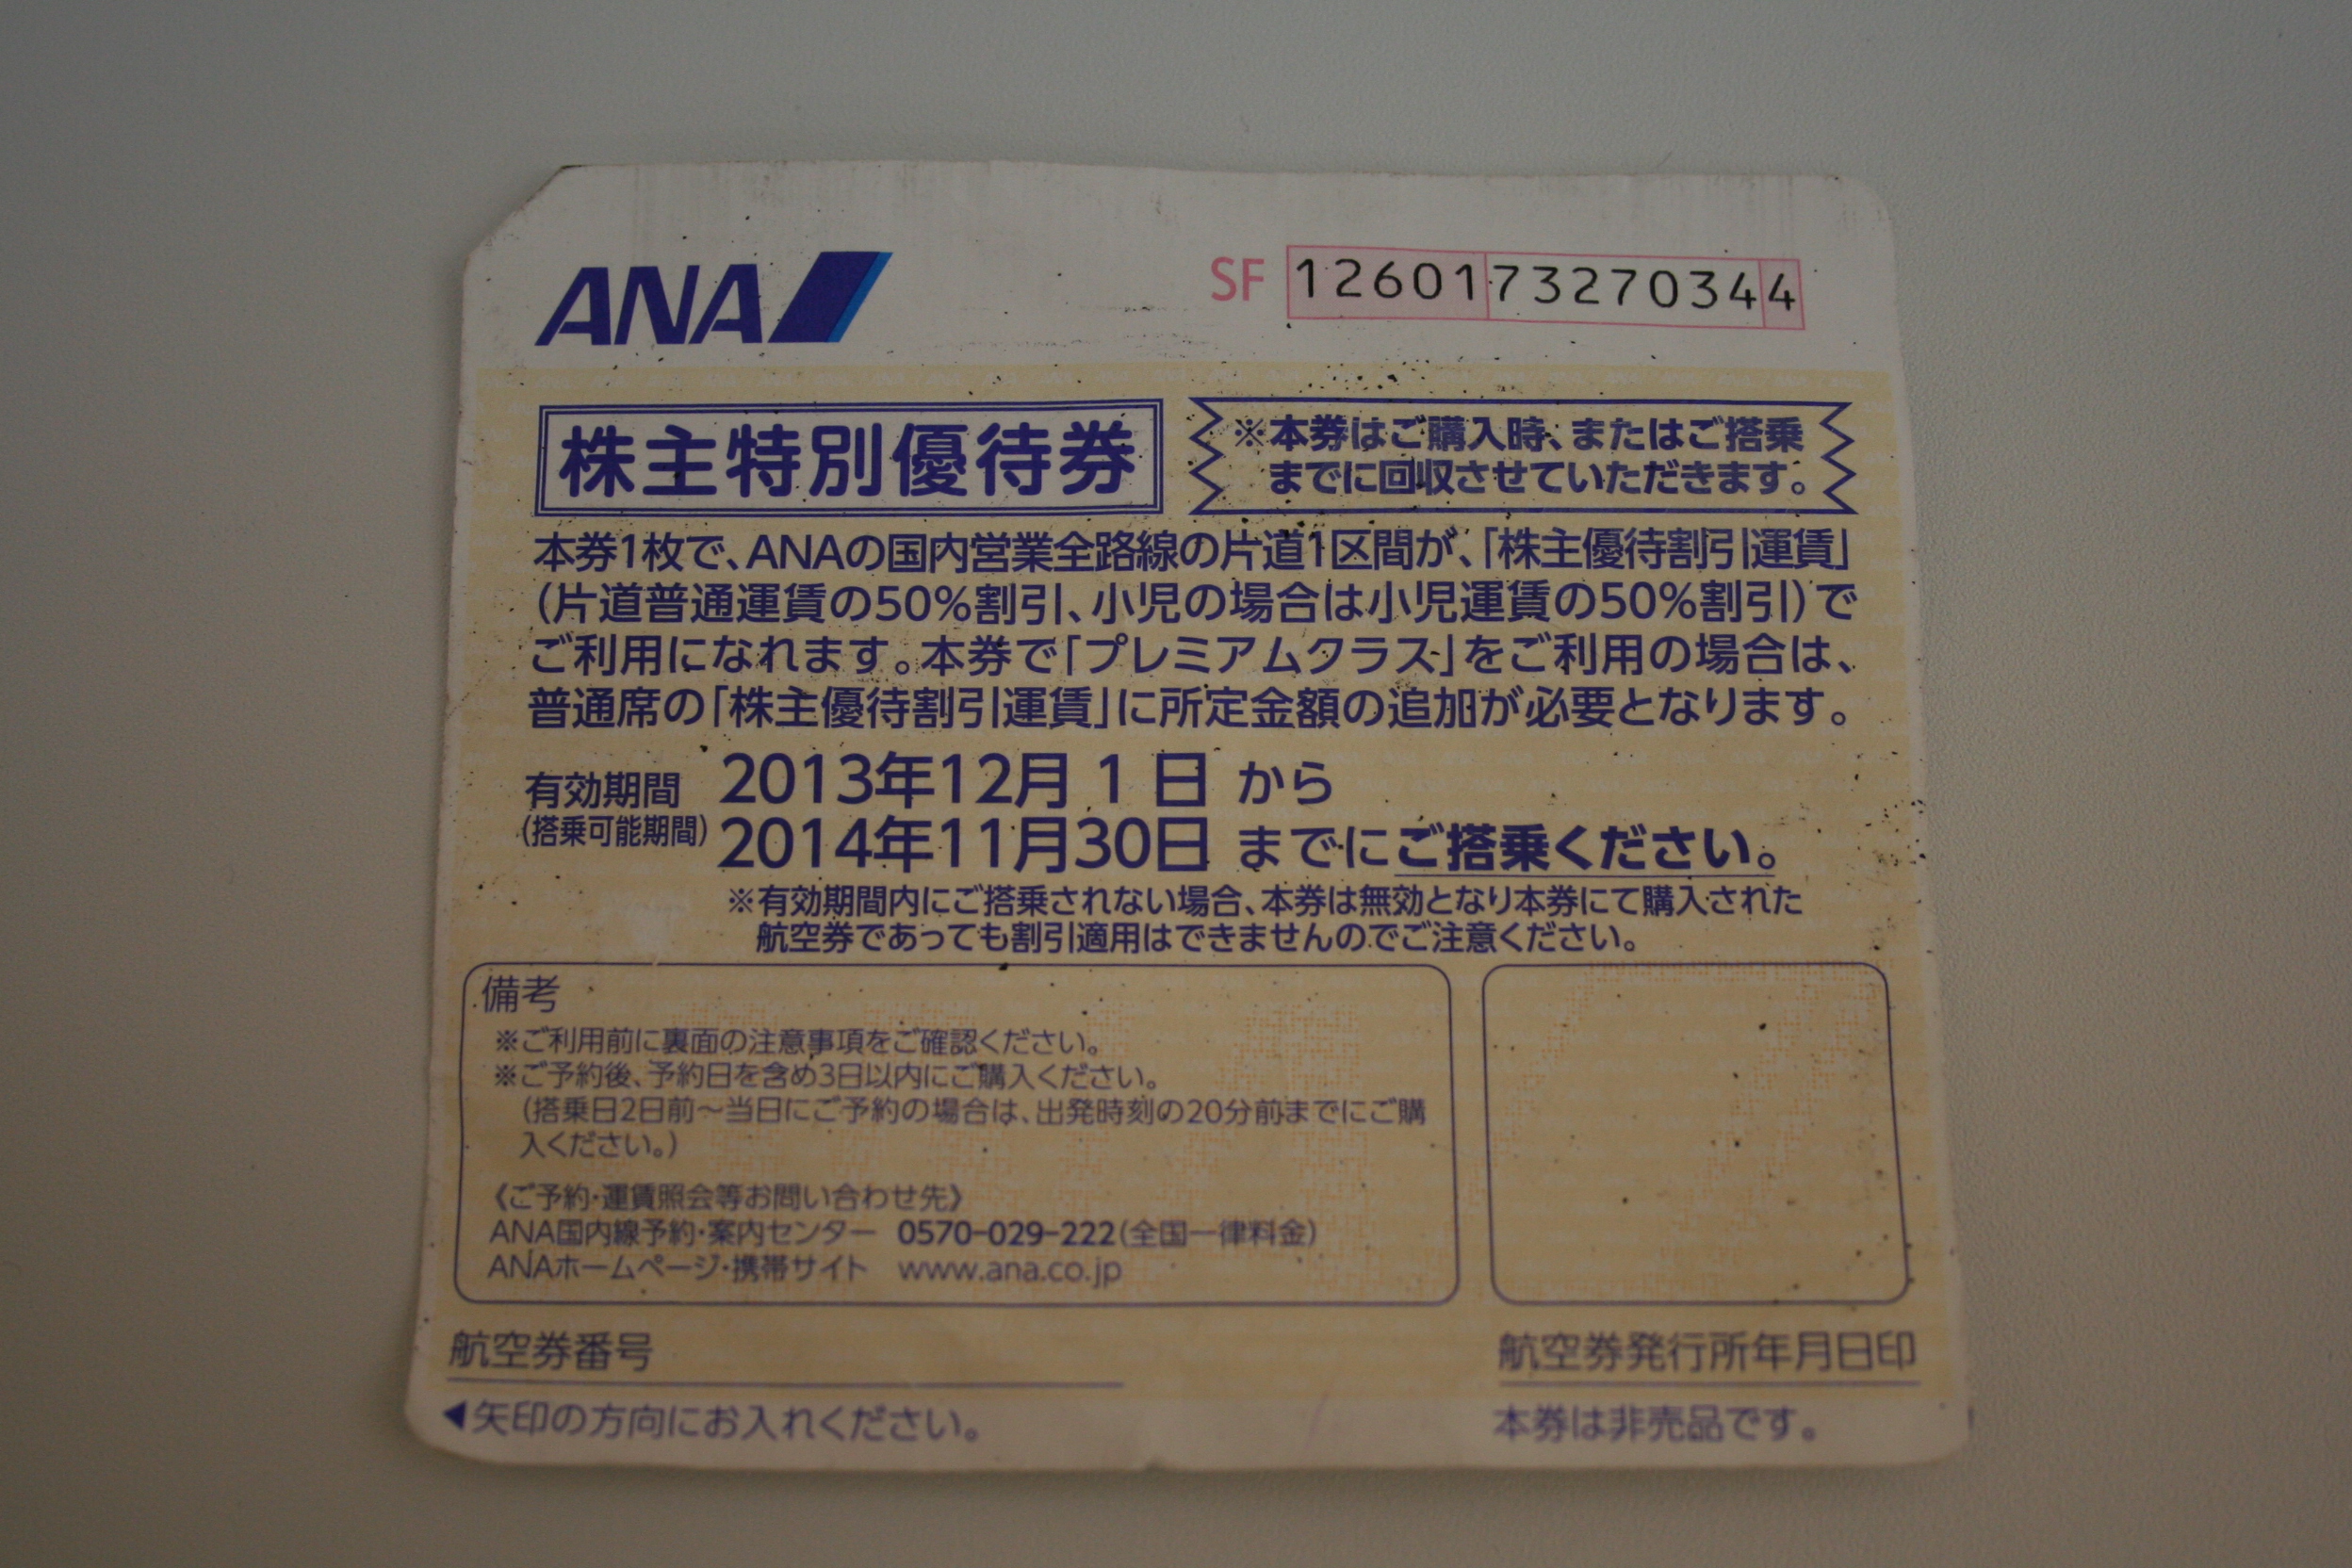 ANA
SF 12601732703444
株主特別優待券
※本券はご購入時、またはご搭乗
までに回収させていただきます。
本券1枚で、ANAの国内営業全路線の片道1区間が、「株主優待割引運賃」
（片道普通運賃の50%割引、小児の場合は小児運賃の50%割引）で
ご利用になれます。本券で「プレミアムクラス」をご利用の場合は、
普通席の「株主優待割引運賃」に所定金額の追加が必要となります。
有効期間 2013年12月 1 日 から
（搭乗可能期間） 2014年11月30日 までにご搭乗ください。
※有効期間内にご搭乗されない場合、本券は無効となり本券にて購入された
航空券であっても割引適用はできませんのでご注意ください。
備考
※ご利用前に裏面の注意事項をご確認ください。
※ご予約後、予約日を含め3日以内にご購入ください。
（搭乗日2日前～当日にご予約の場合は、出発時刻の20分前までにご購
入ください。）
《ご予約・運賃照会等お問い合わせ先》
ANA国内線予約・案内センター 0570-029-222（全国一律料金）
ANAホームページ・携帯サイト www.ana.co.jp
航空券番号
航空券発行所年月日印
◀矢印の方向にお入れください。
本券は非売品です。